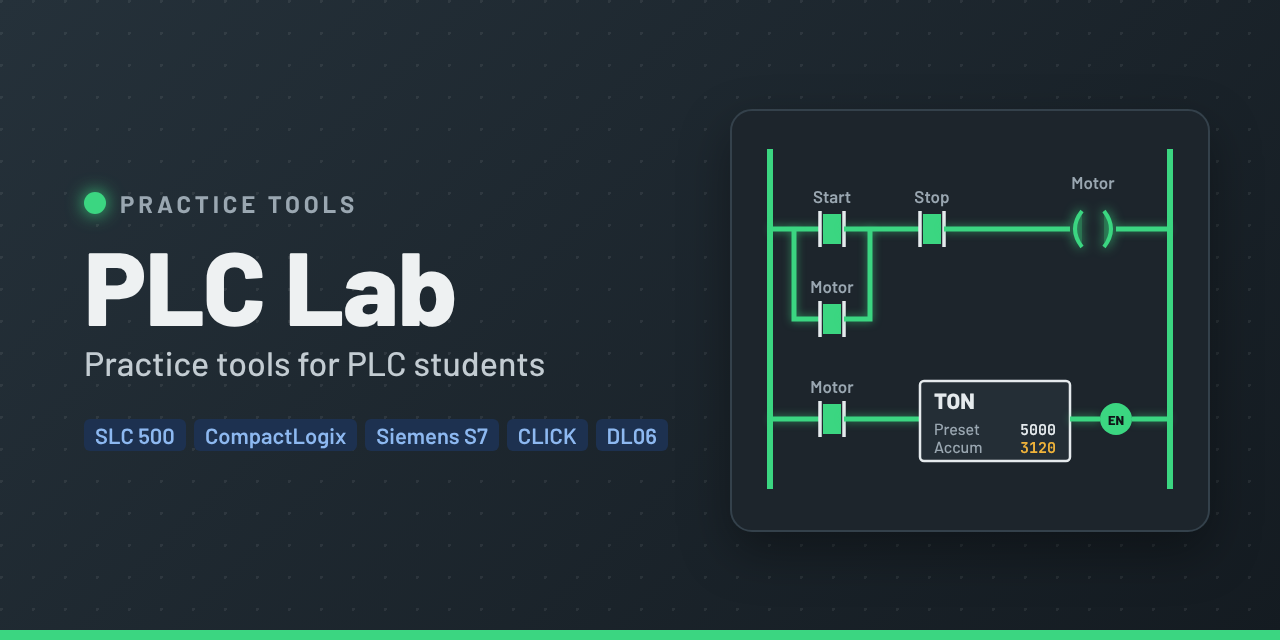 PRACTICE TOOLS
PLC Lab
Practice tools for PLC students
SLC 500 CompactLogix Siemens S7 CLICK DL06
Motor
Start Stop
Motor
Motor
TON
Preset 5000
Accum 3120
EN